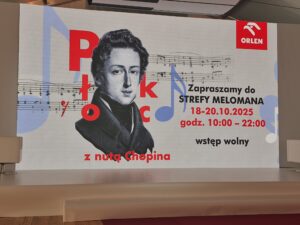 ORLEN
Płock
z nutą Chopina
Zapraszamy do
STREFY MELOMANA
18-20.10.2025
godz. 10:00 – 22:00
wstęp wolny